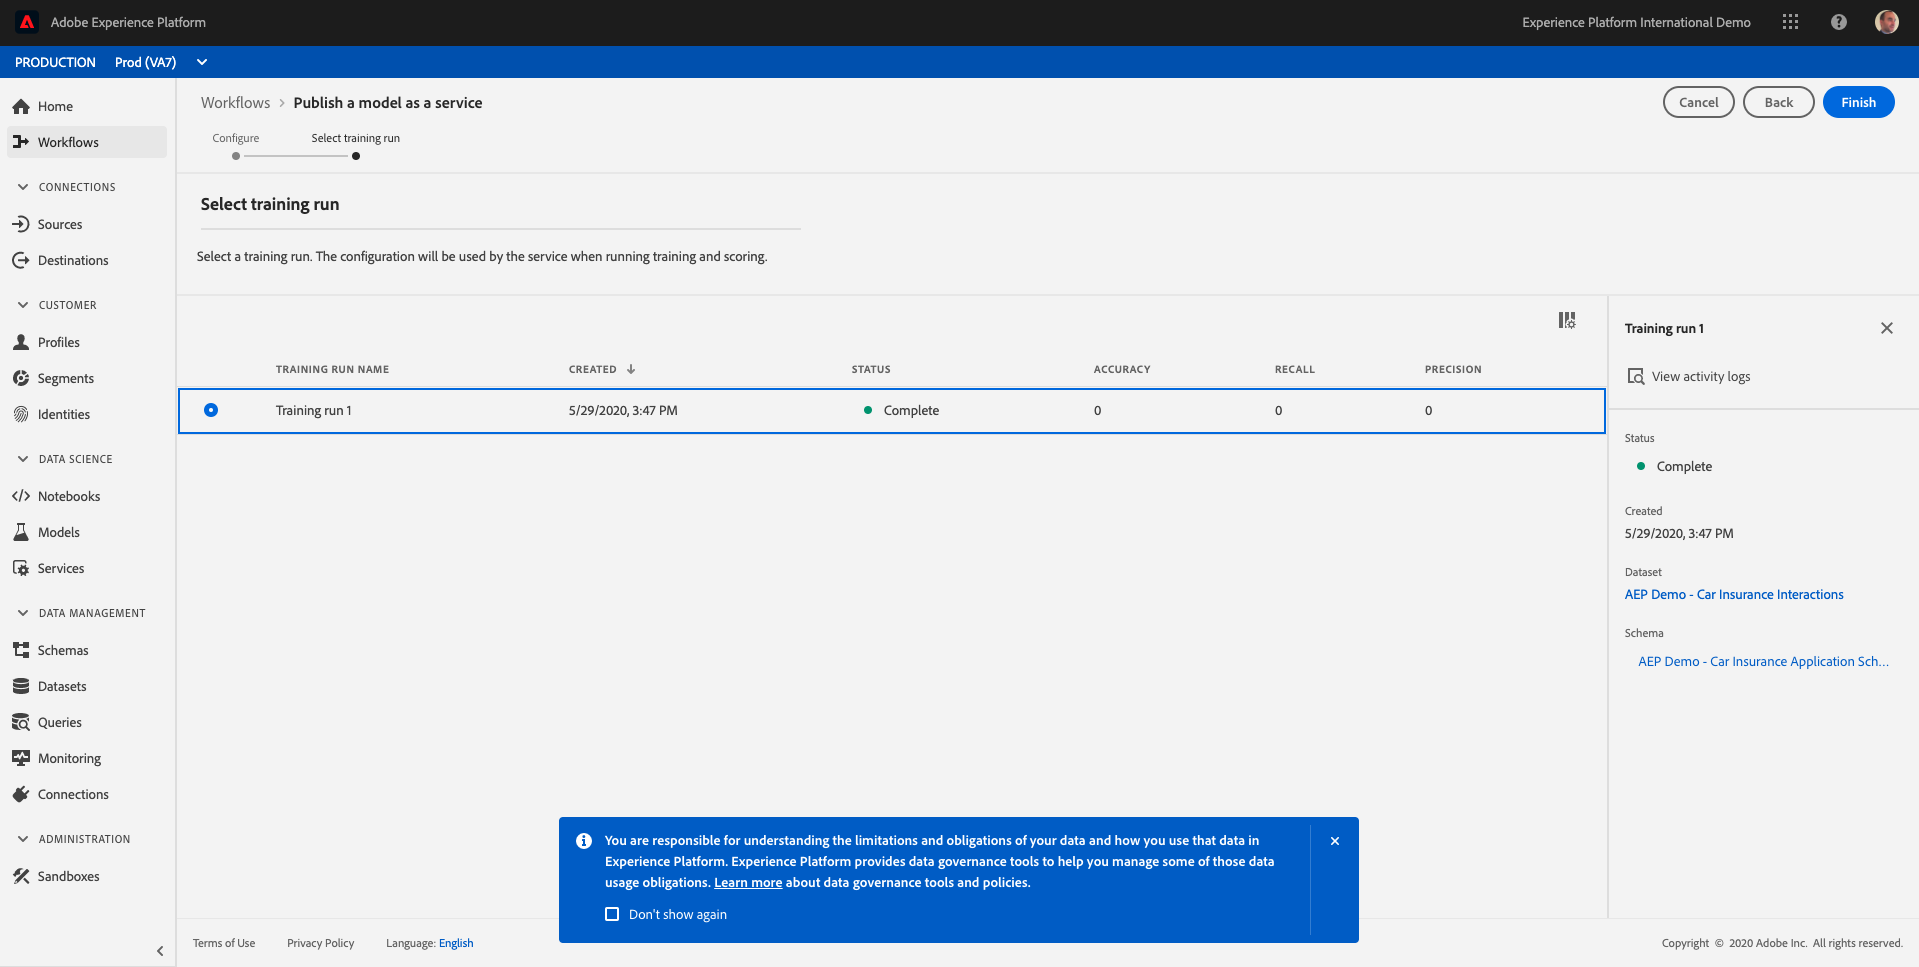 Adobe Experience Platform
Experience Platform International Demo
PRODUCTION Prod (VA7)
Home
Workflows
CONNECTIONS
Sources
Destinations
CUSTOMER
Profiles
Segments
Identities
DATA SCIENCE
Notebooks
Models
Services
DATA MANAGEMENT
Schemas
Datasets
Queries
Monitoring
Connections
ADMINISTRATION
Sandboxes
Workflows > Publish a model as a service
Cancel
Back
Finish
Configure
Select training run
Select training run
Select a training run. The configuration will be used by the service when running training and scoring.
TRAINING RUN NAME CREATED ↓ STATUS ACCURACY RECALL PRECISION
Training run 1 5/29/2020, 3:47 PM Complete 0 0 0
Training run 1
View activity logs
Status
Complete
Created
5/29/2020, 3:47 PM
Dataset
AEP Demo - Car Insurance Interactions
Schema
AEP Demo - Car Insurance Application Sch...
You are responsible for understanding the limitations and obligations of your data and how you use that data in
Experience Platform. Experience Platform provides data governance tools to help you manage some of those data
usage obligations. Learn more about data governance tools and policies.
Don't show again
Terms of Use Privacy Policy Language: English
Copyright © 2020 Adobe Inc. All rights reserved.